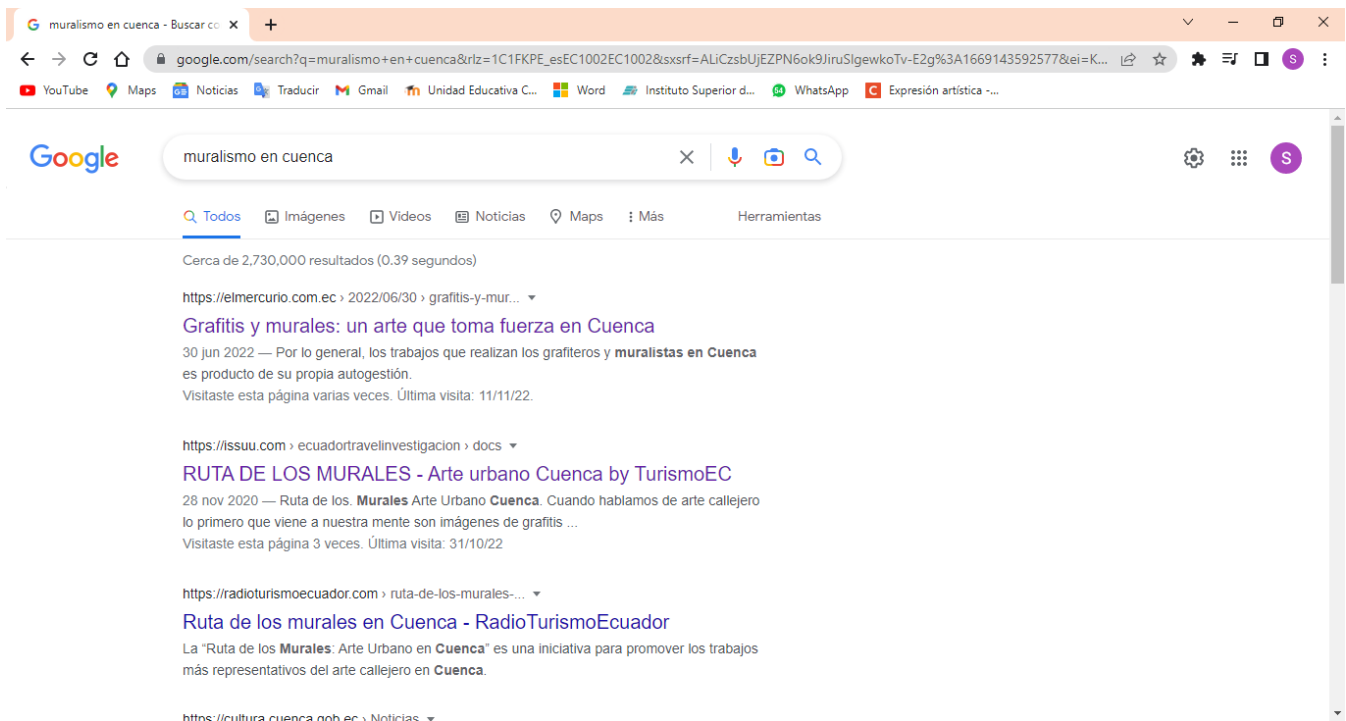 muralismo en cuenca - Buscar co
google.com/search?q=muralismo+en+cuenca&rlz=1C1FKPE_esEC1002EC1002&sxsrf=ALiCzsbUjEZPN6ok9JiruSIgewkoTv-E2g%3A1669143592577&ei=K...
YouTube Maps Noticias Traducir Gmail Unidad Educativa C... Word Instituto Superior d... 64 WhatsApp C Expresión artística -...
Google muralismo en cuenca S
Todos Imágenes Videos Noticias Maps Más Herramientas
Cerca de 2,730,000 resultados (0.39 segundos)
https://elmercurio.com.ec › 2022/06/30 › grafitis-y-mur...
Grafitis y murales: un arte que toma fuerza en Cuenca
30 jun 2022 — Por lo general, los trabajos que realizan los grafiteros y muralistas en Cuenca
es producto de su propia autogestión.
Visitaste esta página varias veces. Última visita: 11/11/22.
https://issuu.com › ecuadortravelinvestigacion › docs
RUTA DE LOS MURALES - Arte urbano Cuenca by TurismoEC
28 nov 2020 — Ruta de los. Murales Arte Urbano Cuenca. Cuando hablamos de arte callejero
lo primero que viene a nuestra mente son imágenes de grafitis ...
Visitaste esta página 3 veces. Última visita: 31/10/22
https://radioturismoecuador.com › ruta-de-los-murales-...
Ruta de los murales en Cuenca - RadioTurismoEcuador
La “Ruta de los Murales: Arte Urbano en Cuenca” es una iniciativa para promover los trabajos
más representativos del arte callejero en Cuenca.
https://cultura.cuenca.gob.ec › Noticias